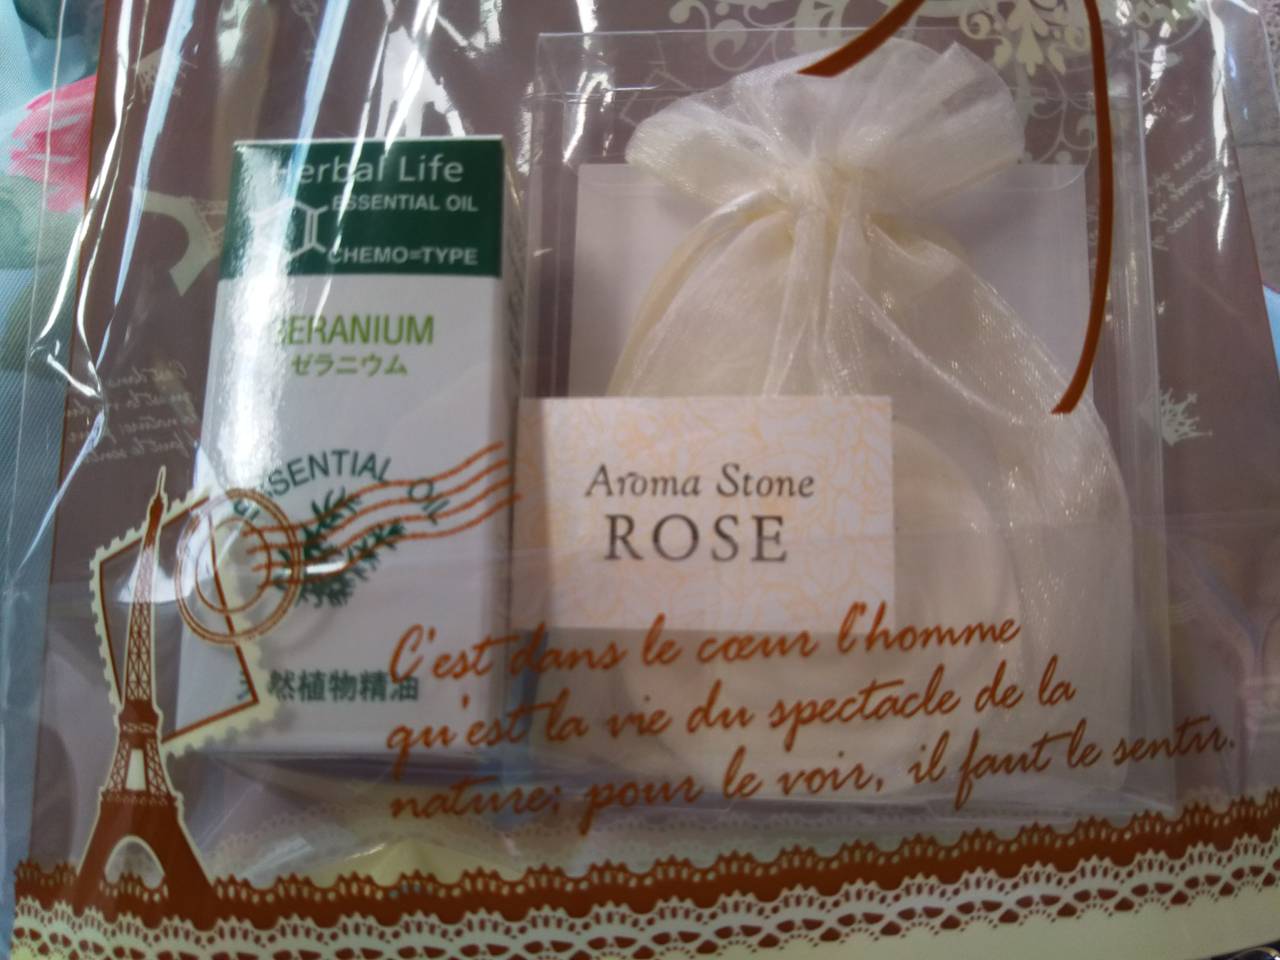 Herbal Life
ESSENTIAL OIL
CHEMO=TYPE
GERANIUM
ゼラニウム
ESSENTIAL OIL
然植物精油
Aroma Stone
ROSE
C'est dans le cœur l'homme
qu'est la vie du spectacle de la
nature; pour le voir, il faut le sentir.